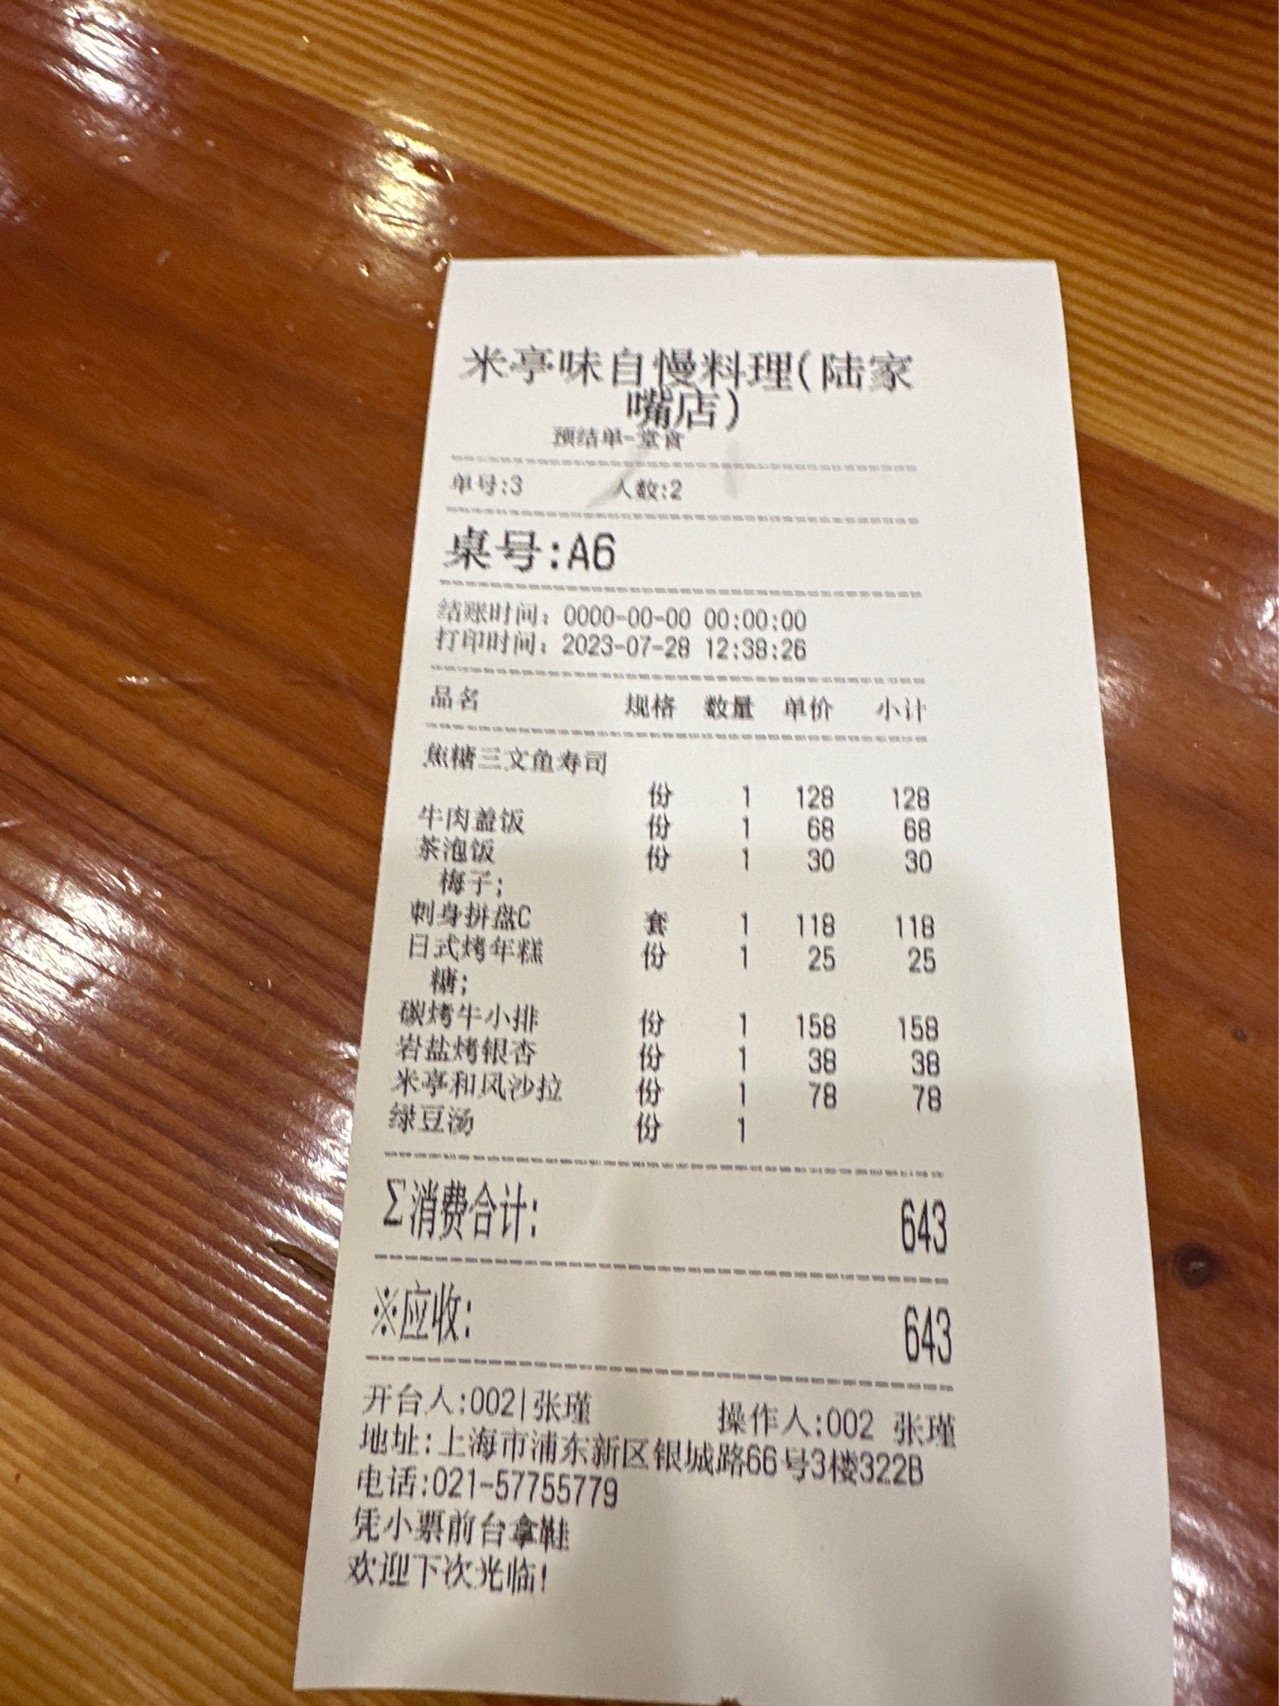 米亭味自慢料理(陆家
嘴店)
预结单-堂食
单号:3 人数:2
桌号:A6
结账时间: 0000-00-00 00:00:00
打印时间: 2023-07-28 12:38:26
品名 规格 数量 单价 小计
焦糖三文鱼寿司
份 1 128 128
牛肉盖饭 份 1 68 68
茶泡饭 份 1 30 30
梅子;
刺身拼盘C 套 1 118 118
日式烤年糕 份 1 25 25
糖;
碳烤牛小排 份 1 158 158
岩盐烤银杏 份 1 38 38
米亭和风沙拉 份 1 78 78
绿豆汤 份 1
Σ消费合计: 643
※应收: 643
开台人:002|张瑾 操作人:002 张瑾
地址:上海市浦东新区银城路66号3楼322B
电话:021-57755779
凭小票前台拿鞋
欢迎下次光临!